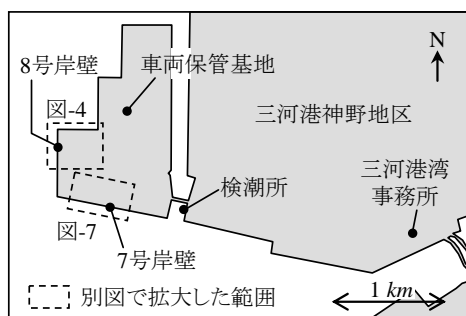 8号岸壁
図-4
車両保管基地
N
三河港神野地区
三河港湾
事務所
検潮所
図-7
7号岸壁
別図で拡大した範囲
1 km